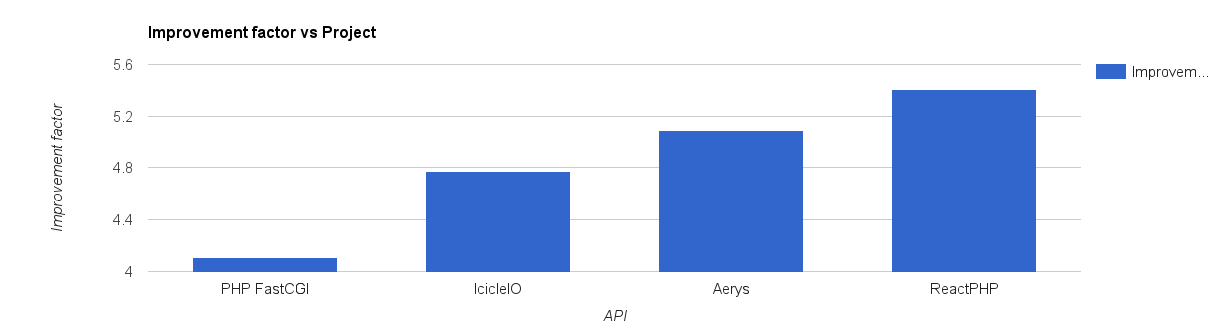 Improvement factor vs Project
5.6
5.2
4.8
4.4
4
Improvement factor
PHP FastCGI
IcicleIO
Aerys
ReactPHP
API
Improvem...